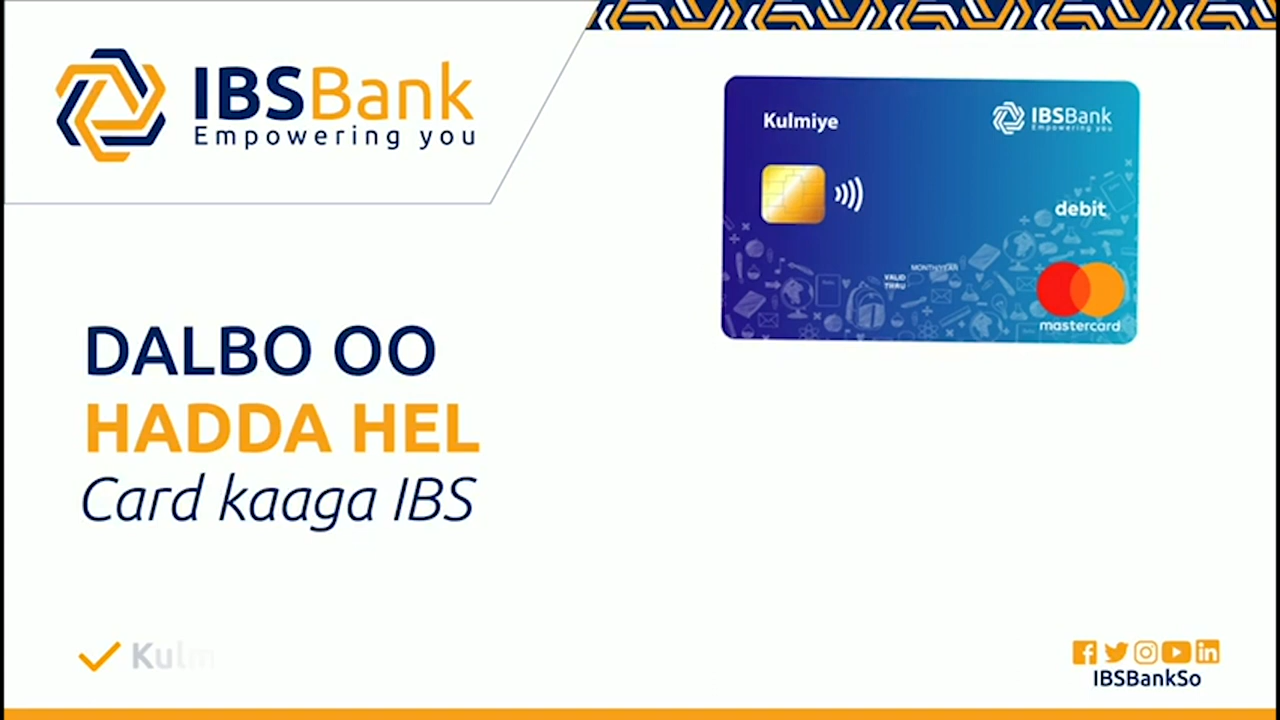 IBSBank
Empowering you
Kulmiye
IBSBank
Empowering you
debit
MONTH/YEAR
VALID
THRU
mastercard
DALBO OO
HADDA HEL
Card kaaga IBS
Kulm
IBSBankSo